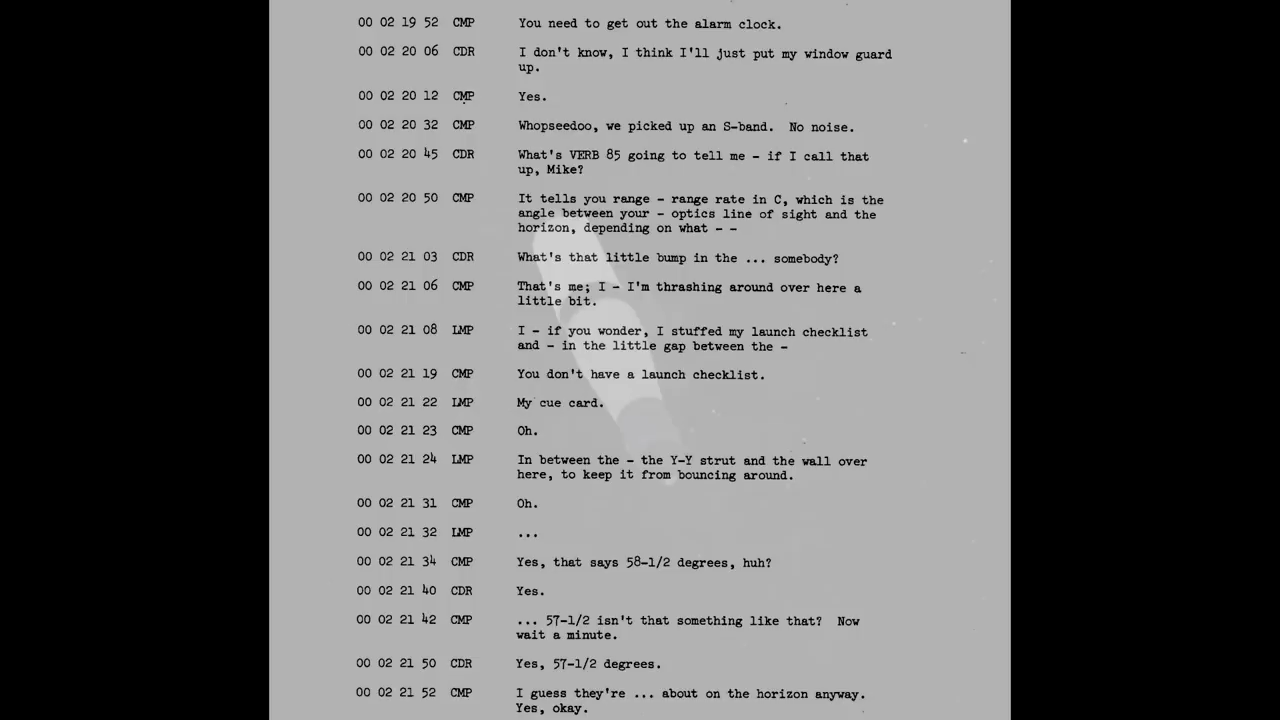 00 02 19 52 CMP You need to get out the alarm clock.
00 02 20 06 CDR I don't know, I think I'll just put my window guard
up.
00 02 20 12 CMP Yes.
00 02 20 32 CMP Whopseedoo, we picked up an S-band. No noise.
00 02 20 45 CDR What's VERB 85 going to tell me - if I call that
up, Mike?
00 02 20 50 CMP It tells you range - range rate in C, which is the
angle between your - optics line of sight and the
horizon, depending on what - -
00 02 21 03 CDR What's that little bump in the ... somebody?
00 02 21 06 CMP That's me; I - I'm thrashing around over here a
little bit.
00 02 21 08 LMP I - if you wonder, I stuffed my launch checklist
and - in the little gap between the -
00 02 21 19 CMP You don't have a launch checklist.
00 02 21 22 LMP My cue card.
00 02 21 23 CMP Oh.
00 02 21 24 LMP In between the - the Y-Y strut and the wall over
here, to keep it from bouncing around.
00 02 21 31 CMP Oh.
00 02 21 32 LMP ...
00 02 21 34 CMP Yes, that says 58-1/2 degrees, huh?
00 02 21 40 CDR Yes.
00 02 21 42 CMP ... 57-1/2 isn't that something like that? Now
wait a minute.
00 02 21 50 CDR Yes, 57-1/2 degrees.
00 02 21 52 CMP I guess they're ... about on the horizon anyway.
Yes, okay.